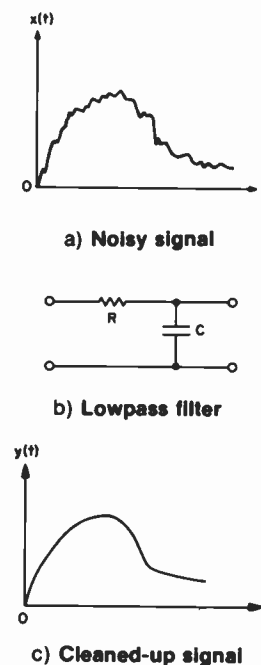 x(t)
0
a) Noisy signal
R
C
b) Lowpass filter
y(t)
0
c) Cleaned-up signal